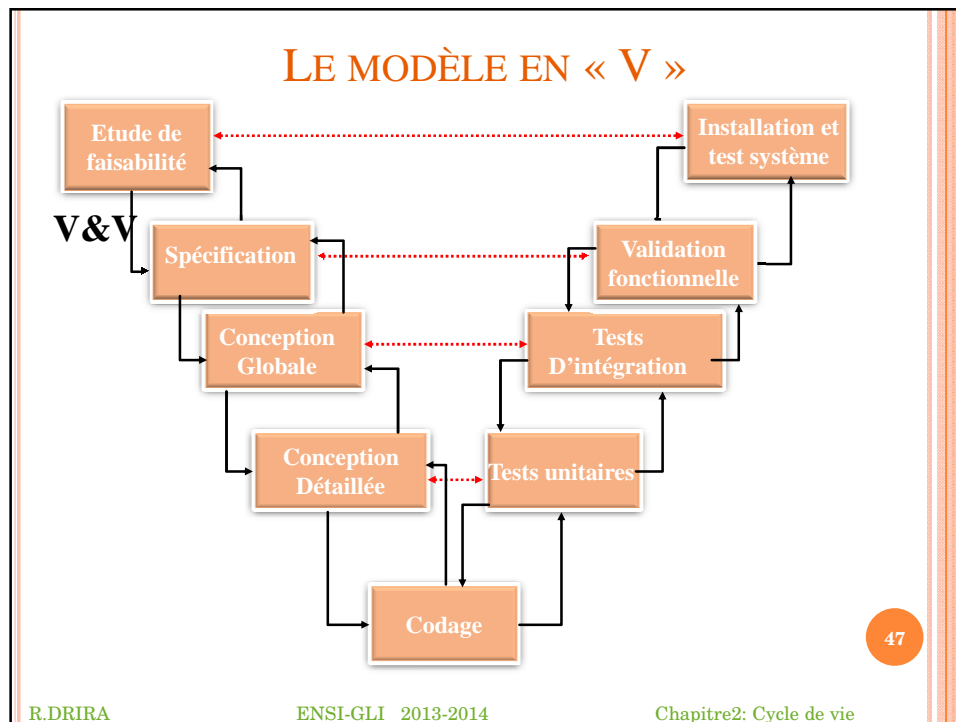 LE MODÈLE EN « V »
Etude de
faisabilité
Installation et
test système
V&V
Spécification
Validation
fonctionnelle
Conception
Globale
Tests
D'intégration
Conception
Détaillée
Tests unitaires
Codage
47
R.DRIRA
ENSI-GLI 2013-2014
Chapitre2: Cycle de vie